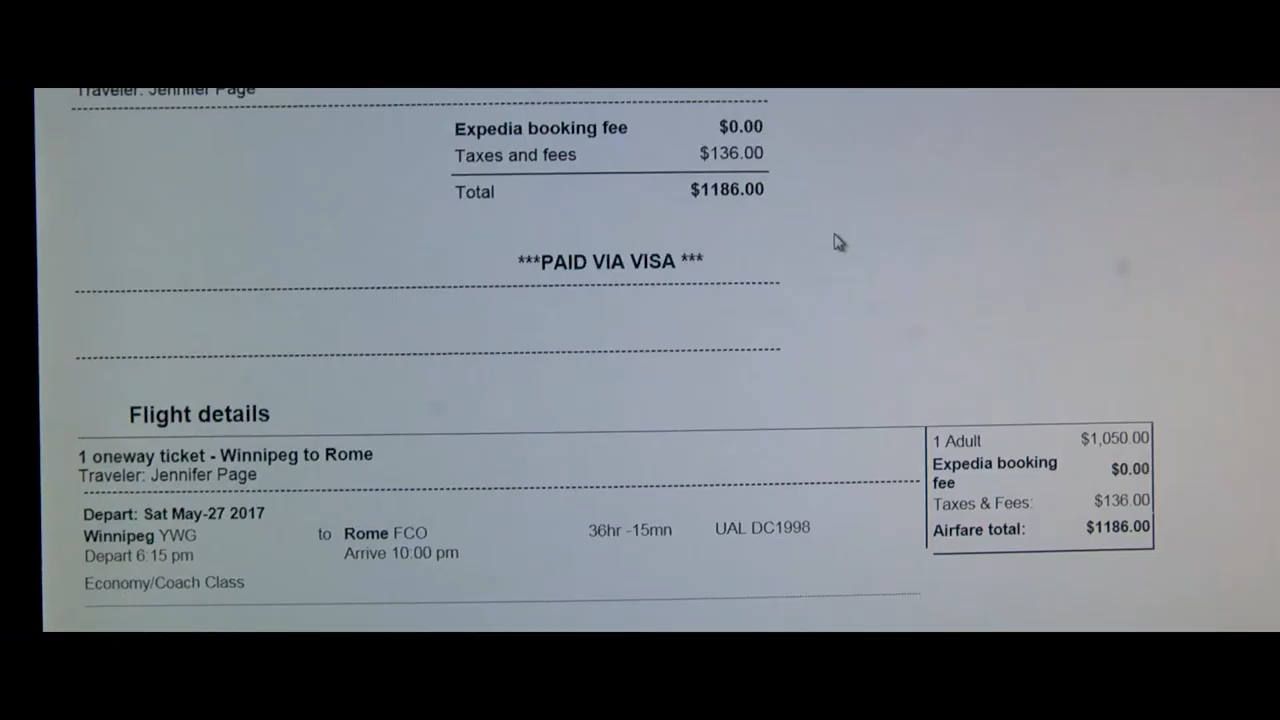 Traveler: Jennifer Page
Expedia booking fee $0.00
Taxes and fees $136.00
Total $1186.00
***PAID VIA VISA ***
Flight details
1 oneway ticket - Winnipeg to Rome
Traveler: Jennifer Page
Depart: Sat May-27 2017
Winnipeg YWG to Rome FCO 36hr -15mn UAL DC1998
Depart 6:15 pm Arrive 10:00 pm
Economy/Coach Class
1 Adult $1,050.00
Expedia booking
fee $0.00
Taxes & Fees: $136.00
Airfare total: $1186.00